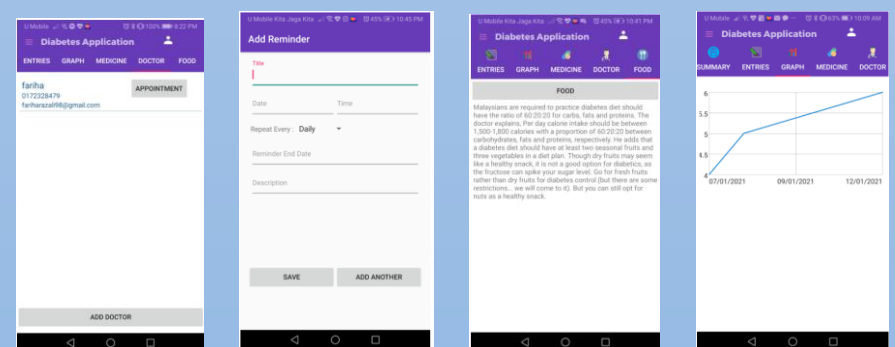 U Mobile 100% 8:22 PM
Diabetes Application
ENTRIES GRAPH MEDICINE DOCTOR FOOD
fariha
0172328479
fariharazali98@gmail.com
APPOINTMENT
ADD DOCTOR
U Mobile Kita Jaga Kita 45% 10:45 PM
Add Reminder
Title
Date Time
Repeat Every : Daily
Reminder End Date
Description
SAVE ADD ANOTHER
U Mobile Kita Jaga Kita 10:41 PM
Diabetes Application
ENTRIES GRAPH MEDICINE DOCTOR FOOD
FOOD
Malaysians are required to practice diabetes diet should
have the ratio of 60:20:20 for carbs, fats and proteins. The
doctor explains, Per day calorie intake should be between
1,500-1,800 calories with a proportion of 60:20:20 between
carbohydrates, fats and proteins, respectively. He adds that
a diabetes diet should have at least two seasonal fruits and
three vegetables in a diet plan. Though dry fruits may seem
like a healthy snack, it is not a good option for diabetics, as
the fructose can spike your sugar level. Go for fresh fruits
rather than dry fruits for diabetes control (but there are some
restrictions... we will come to it). But you can still opt for
nuts as a healthy snack.
U Mobile 63% 10:09 AM
Diabetes Application
SUMMARY ENTRIES GRAPH MEDICINE DOCTOR
6
5.5
5
4.5
4
07/01/2021 09/01/2021 12/01/2021